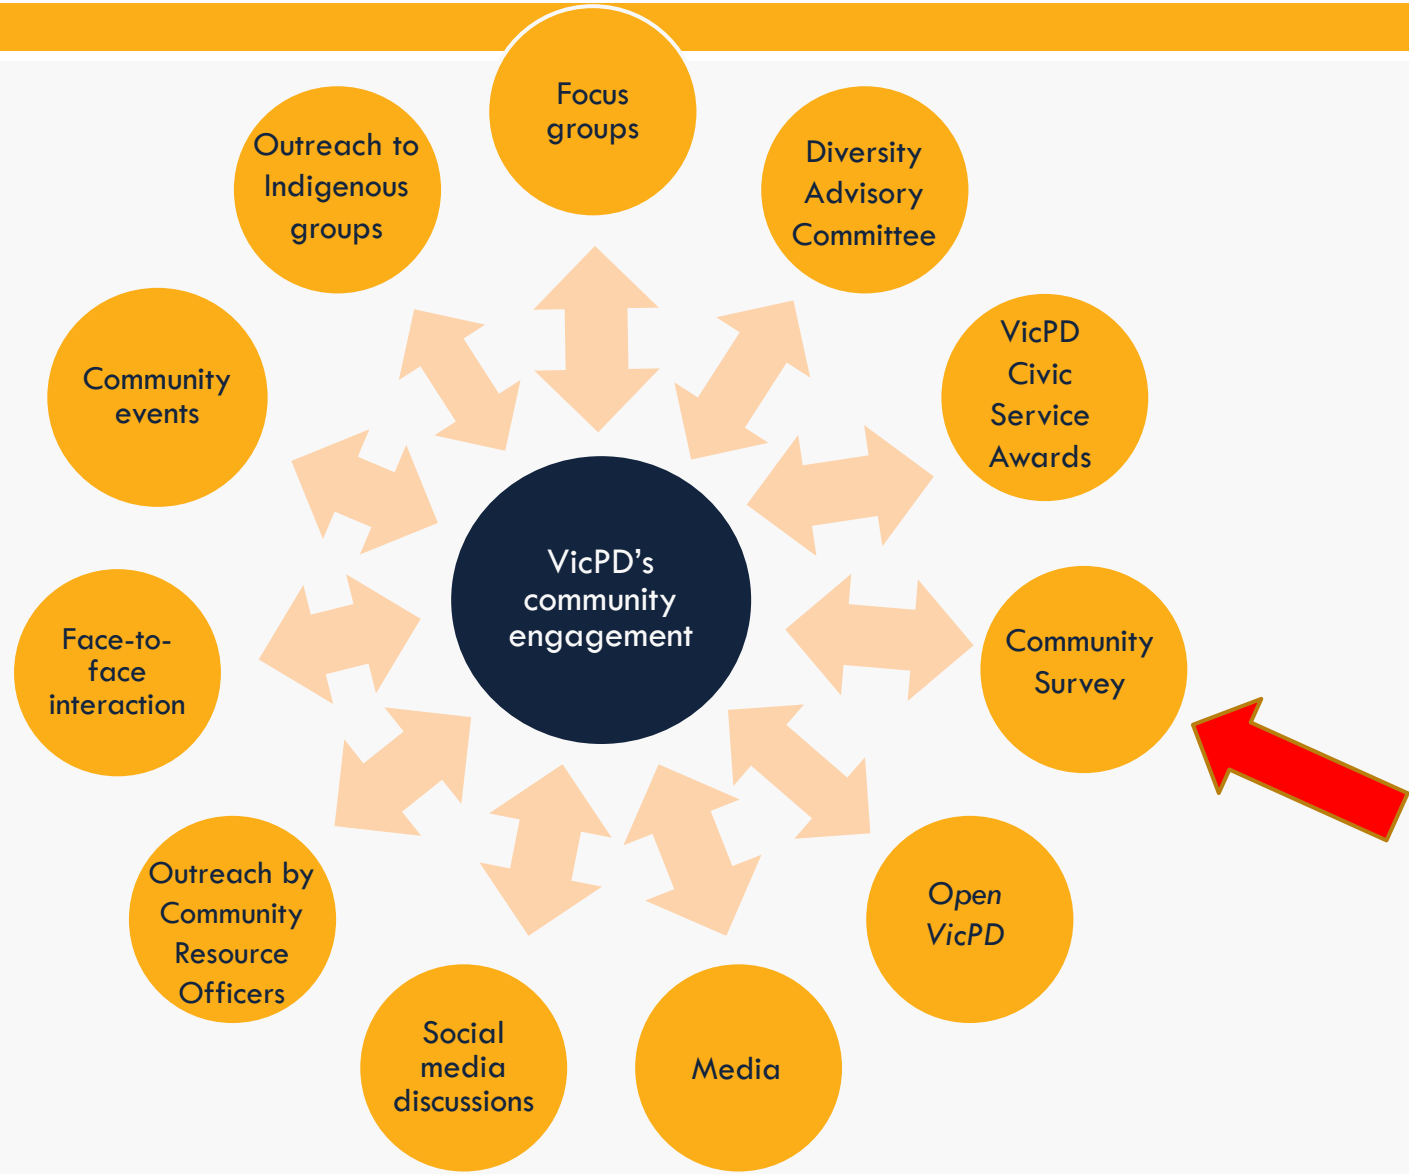 Focus
groups
Diversity
Advisory
Committee
VicPD
Civic
Service
Awards
Community
Survey
Open
VicPD
Media
Social
media
discussions
Outreach by
Community
Resource
Officers
Face-to-
face
interaction
Community
events
Outreach to
Indigenous
groups
VicPD’s
community
engagement